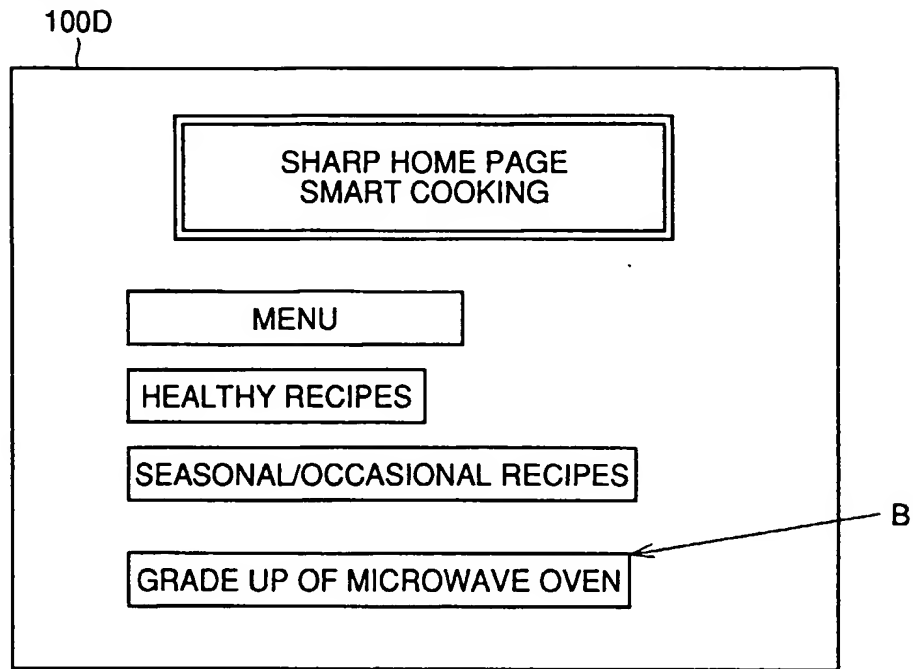 100D
SHARP HOME PAGE
SMART COOKING
MENU
HEALTHY RECIPES
SEASONAL/OCCASIONAL RECIPES
B
GRADE UP OF MICROWAVE OVEN